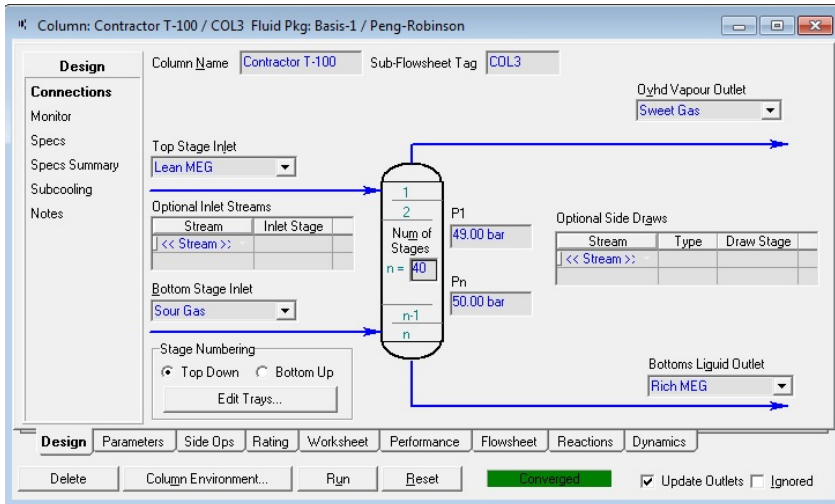 Column: Contractor T-100 / COL3 Fluid Pkg: Basis-1 / Peng-Robinson
Design
Connections
Monitor
Specs
Specs Summary
Subcooling
Notes
Column Name Contractor T-100 Sub-Flowsheet Tag COL3
Ovhd Vapour Outlet
Sweet Gas
Top Stage Inlet
Lean MEG
Optional Inlet Streams
Stream Inlet Stage
<< Stream >>
Bottom Stage Inlet
Sour Gas
Stage Numbering
Top Down Bottom Up
Edit Trays...
1
2
Num of
Stages
n = 40
n-1
n
P1
49.00 bar
Pn
50.00 bar
Optional Side Draws
Stream Type Draw Stage
<< Stream >>
Bottoms Liquid Outlet
Rich MEG
Design Parameters Side Ops Rating Worksheet Performance Flowsheet Reactions Dynamics
Delete Column Environment... Run Reset Converged Update Outlets Ignored